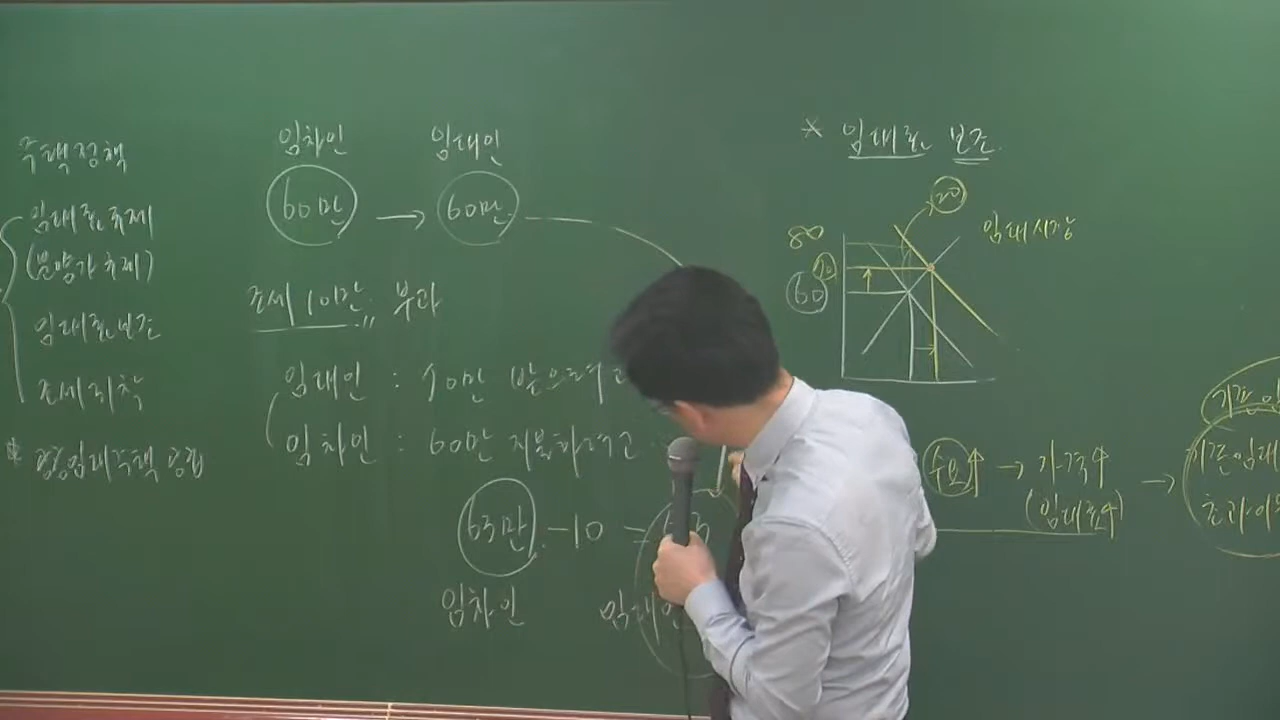 주택정책
임대료규제
(분양가규제)
임대료보조
조세귀착
* 공공임대주택 공급
임차인
임대인
60만 → 60만
조세 10만 부과
임대인 : 70만 받으려고
임차인 : 60만 지불하려고
63만 - 10 =
임차인
임대인
* 임대료 보조.
20
임대시장
80
60
수요↑ → 가격↑ →
(임대료↑)